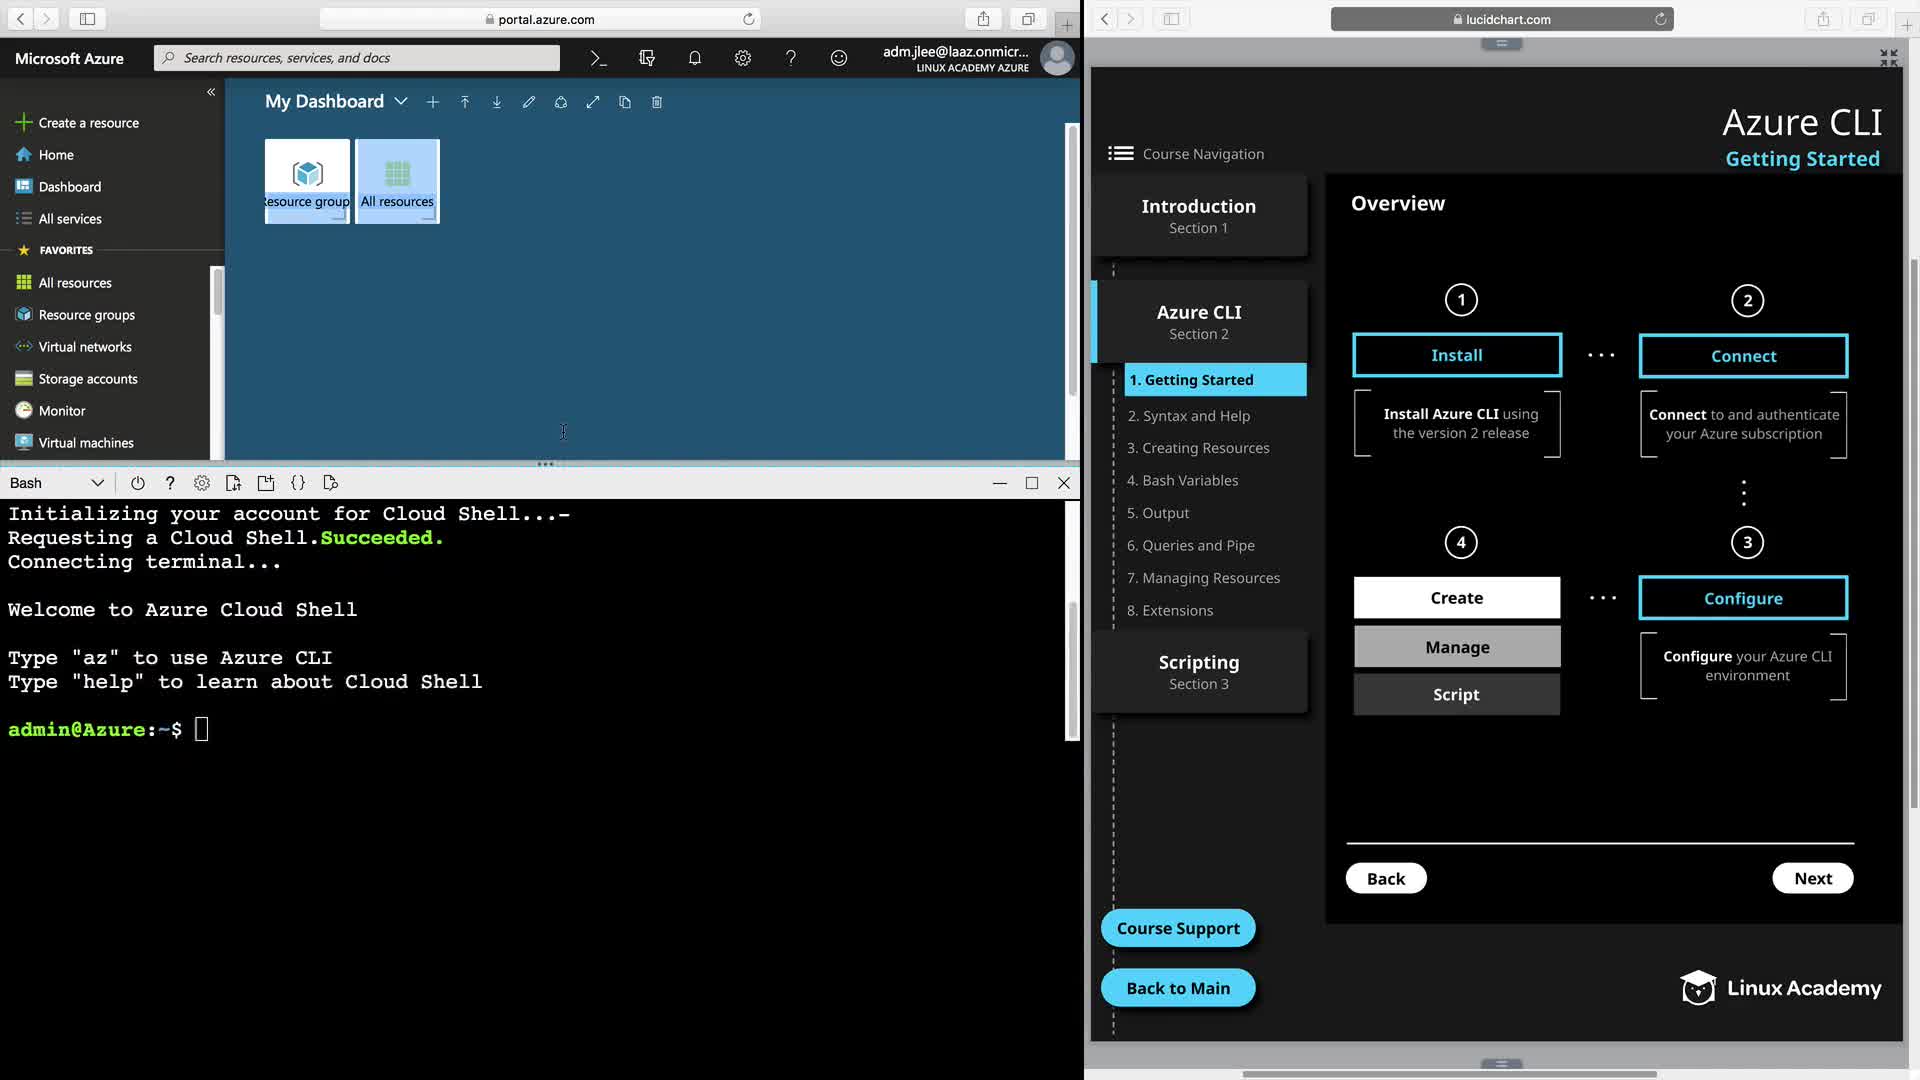 portal.azure.com
Microsoft Azure
Search resources, services, and docs
adm.jlee@laaz.onmicr...
LINUX ACADEMY AZURE
Create a resource
Home
Dashboard
All services
FAVORITES
All resources
Resource groups
Virtual networks
Storage accounts
Monitor
Virtual machines
My Dashboard
Resource group
All resources
Bash
Initializing your account for Cloud Shell...-
Requesting a Cloud Shell.Succeeded.
Connecting terminal...
Welcome to Azure Cloud Shell
Type "az" to use Azure CLI
Type "help" to learn about Cloud Shell
admin@Azure:~$
lucidchart.com
Azure CLI
Getting Started
Course Navigation
Introduction
Section 1
Azure CLI
Section 2
1. Getting Started
2. Syntax and Help
3. Creating Resources
4. Bash Variables
5. Output
6. Queries and Pipe
7. Managing Resources
8. Extensions
Scripting
Section 3
Course Support
Back to Main
Overview
1
Install
Install Azure CLI using
the version 2 release
2
Connect
Connect to and authenticate
your Azure subscription
4
Create
Manage
Script
3
Configure
Configure your Azure CLI
environment
Back
Next
Linux Academy